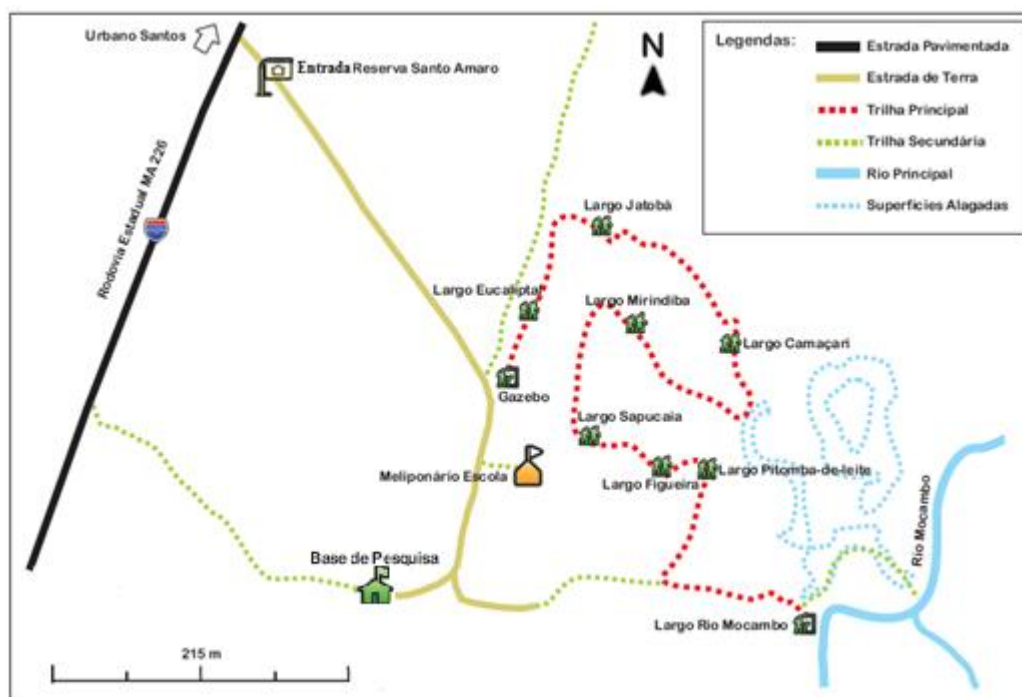 Urbano Santos
Entrada Reserva Santo Amaro
N
Legendas:
Estrada Pavimentada
Estrada de Terra
Trilha Principal
Trilha Secundária
Rio Principal
Superfícies Alagadas
Rodovia Estadual MA 226
Largo Jatobá
Largo Eucaliptal
Largo Mirindiba
Largo Camaçari
Gazebo
Largo Sapucaia
Meliponário Escola
Largo Figueira
Largo Pitomba-de-leite
Rio Mocambo
Base de Pesquisa
Largo Rio Mocambo
215 m